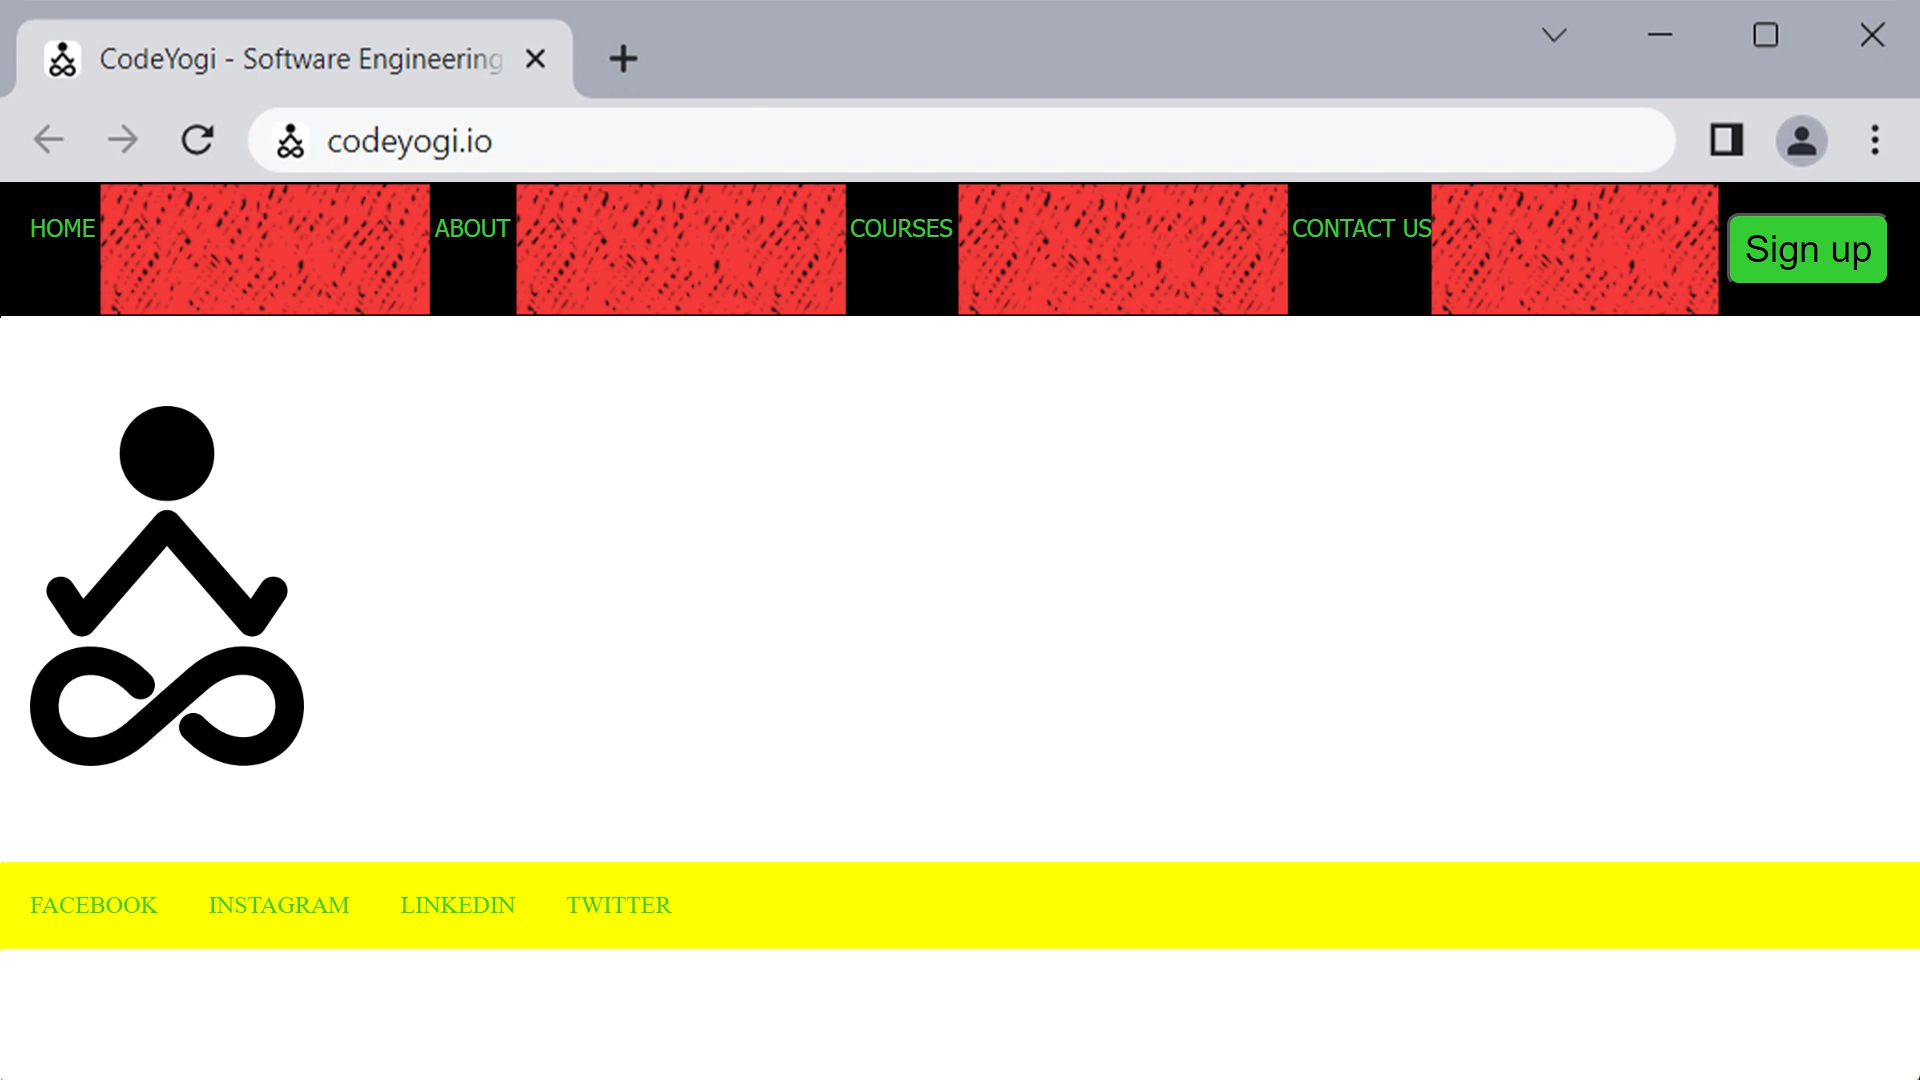 CodeYogi - Software Engineering
codeyogi.io
HOME ABOUT COURSES CONTACT US Sign up
FACEBOOK INSTAGRAM LINKEDIN TWITTER